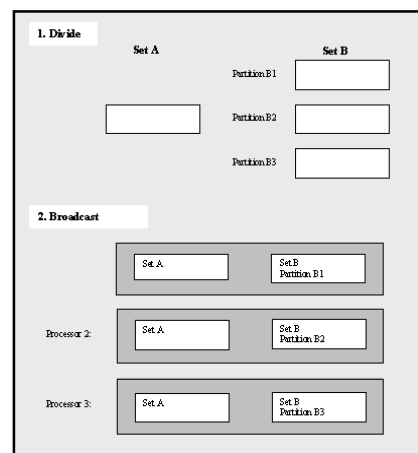 1. Divide
Set A Set B
Partition B1
Partition B2
Partition B3
2. Broadcast
Set A Set B
Partition B1
Processor 2: Set A Set B
Partition B2
Processor 3: Set A Set B
Partition B3